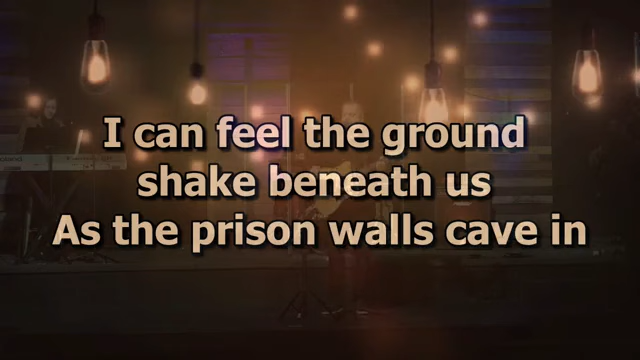 I can feel the ground
shake beneath us
As the prison walls cave in